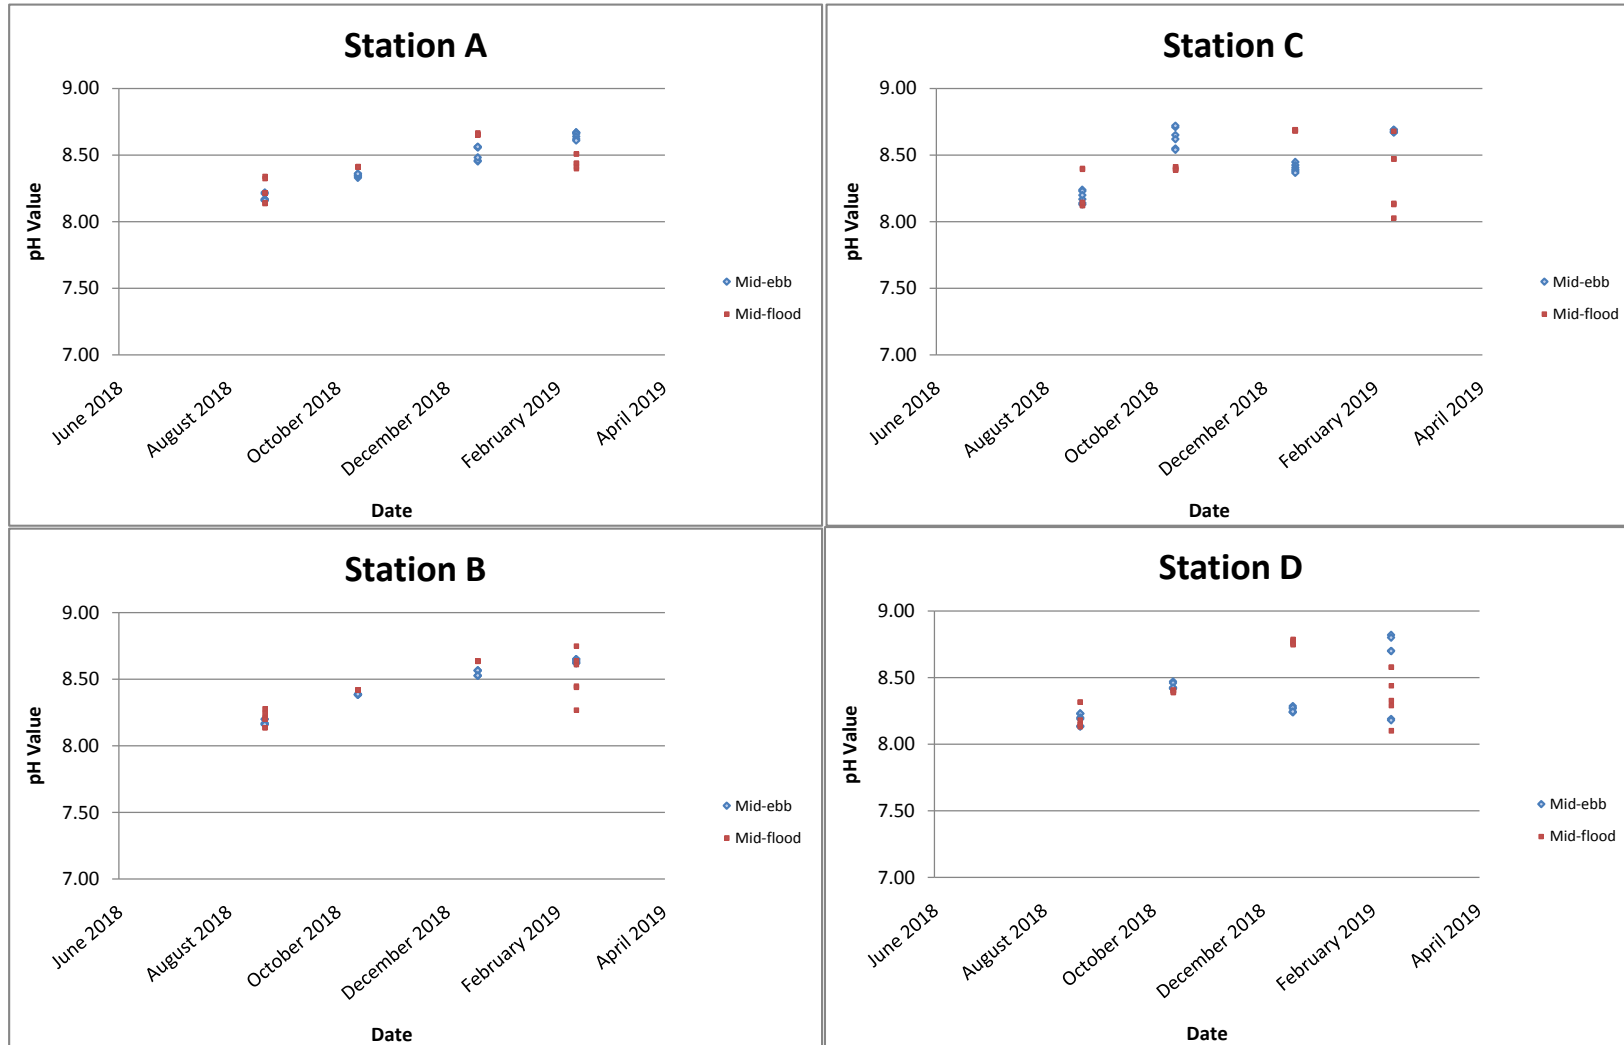 Station A
9.00
8.50
8.00
7.50
7.00
pH Value
June 2018
August 2018
October 2018
December 2018
February 2019
April 2019
Date
Mid-ebb
Mid-flood
Station C
9.00
8.50
8.00
7.50
7.00
pH Value
June 2018
August 2018
October 2018
December 2018
February 2019
April 2019
Date
Mid-ebb
Mid-flood
Station B
9.00
8.50
8.00
7.50
7.00
pH Value
June 2018
August 2018
October 2018
December 2018
February 2019
April 2019
Date
Mid-ebb
Mid-flood
Station D
9.00
8.50
8.00
7.50
7.00
pH Value
June 2018
August 2018
October 2018
December 2018
February 2019
April 2019
Date
Mid-ebb
Mid-flood